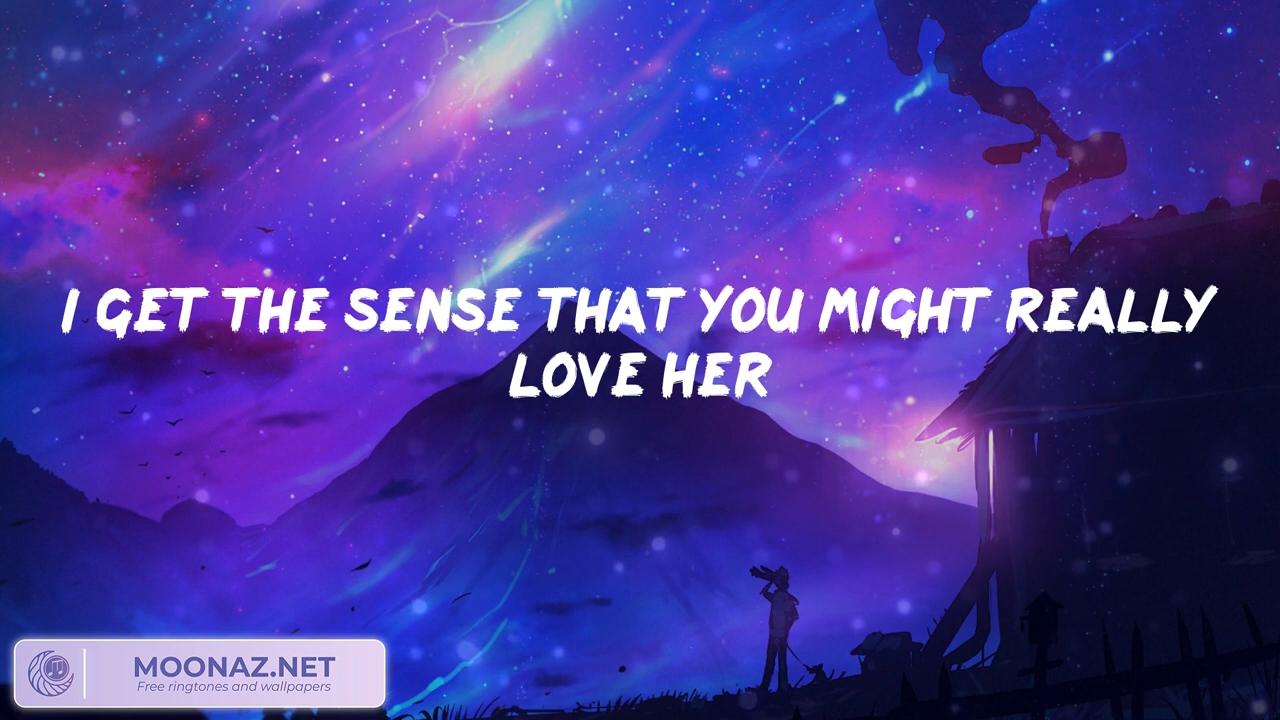 I GET THE SENSE THAT YOU MIGHT REALLY
LOVE HER
MOONAZ.NET
Free ringtones and wallpapers